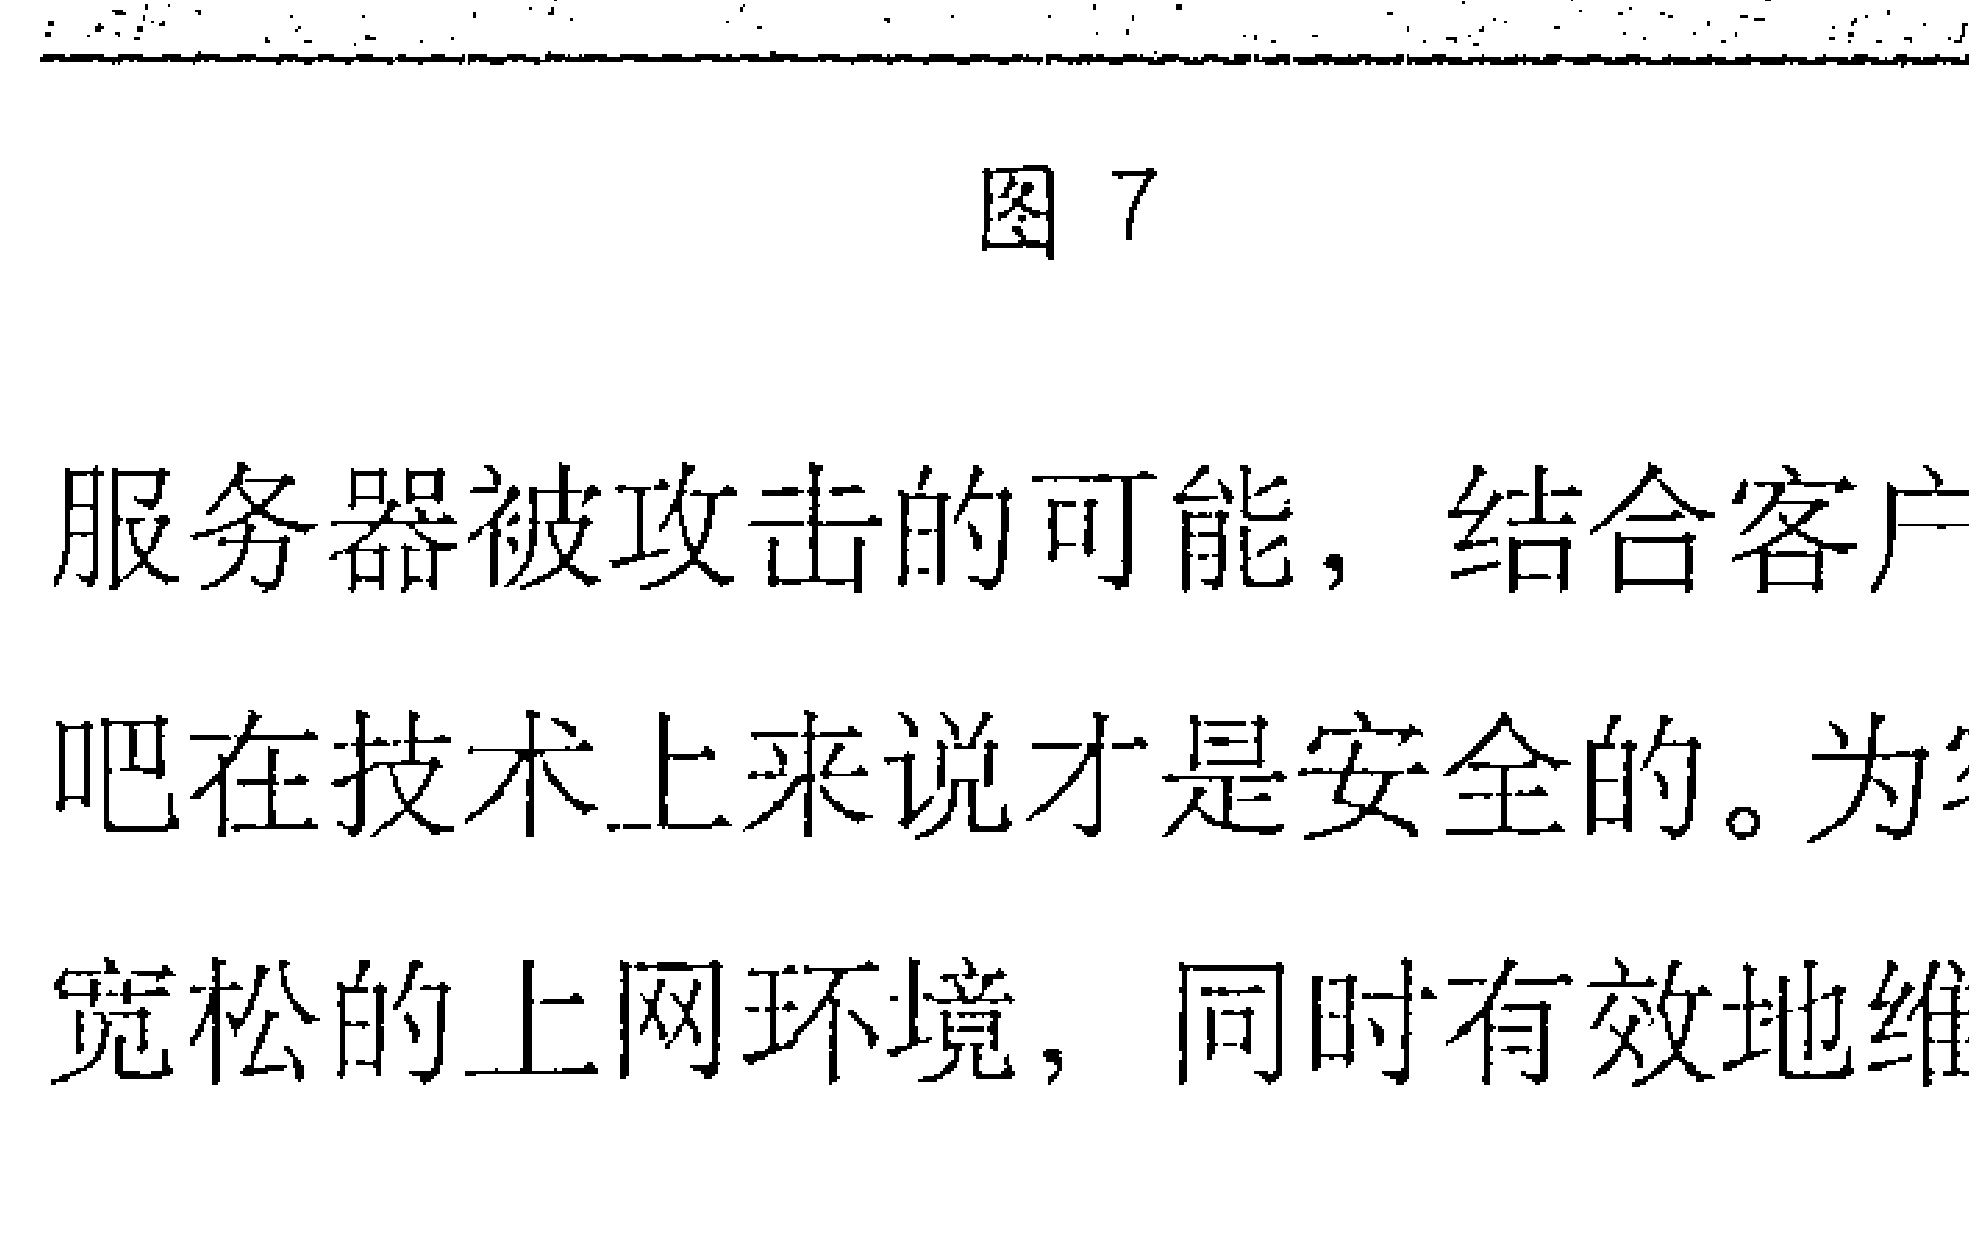 图 7
服务器被攻击的可能，结合客户
吧在技术上来说才是安全的。为
宽松的上网环境，同时有效地维